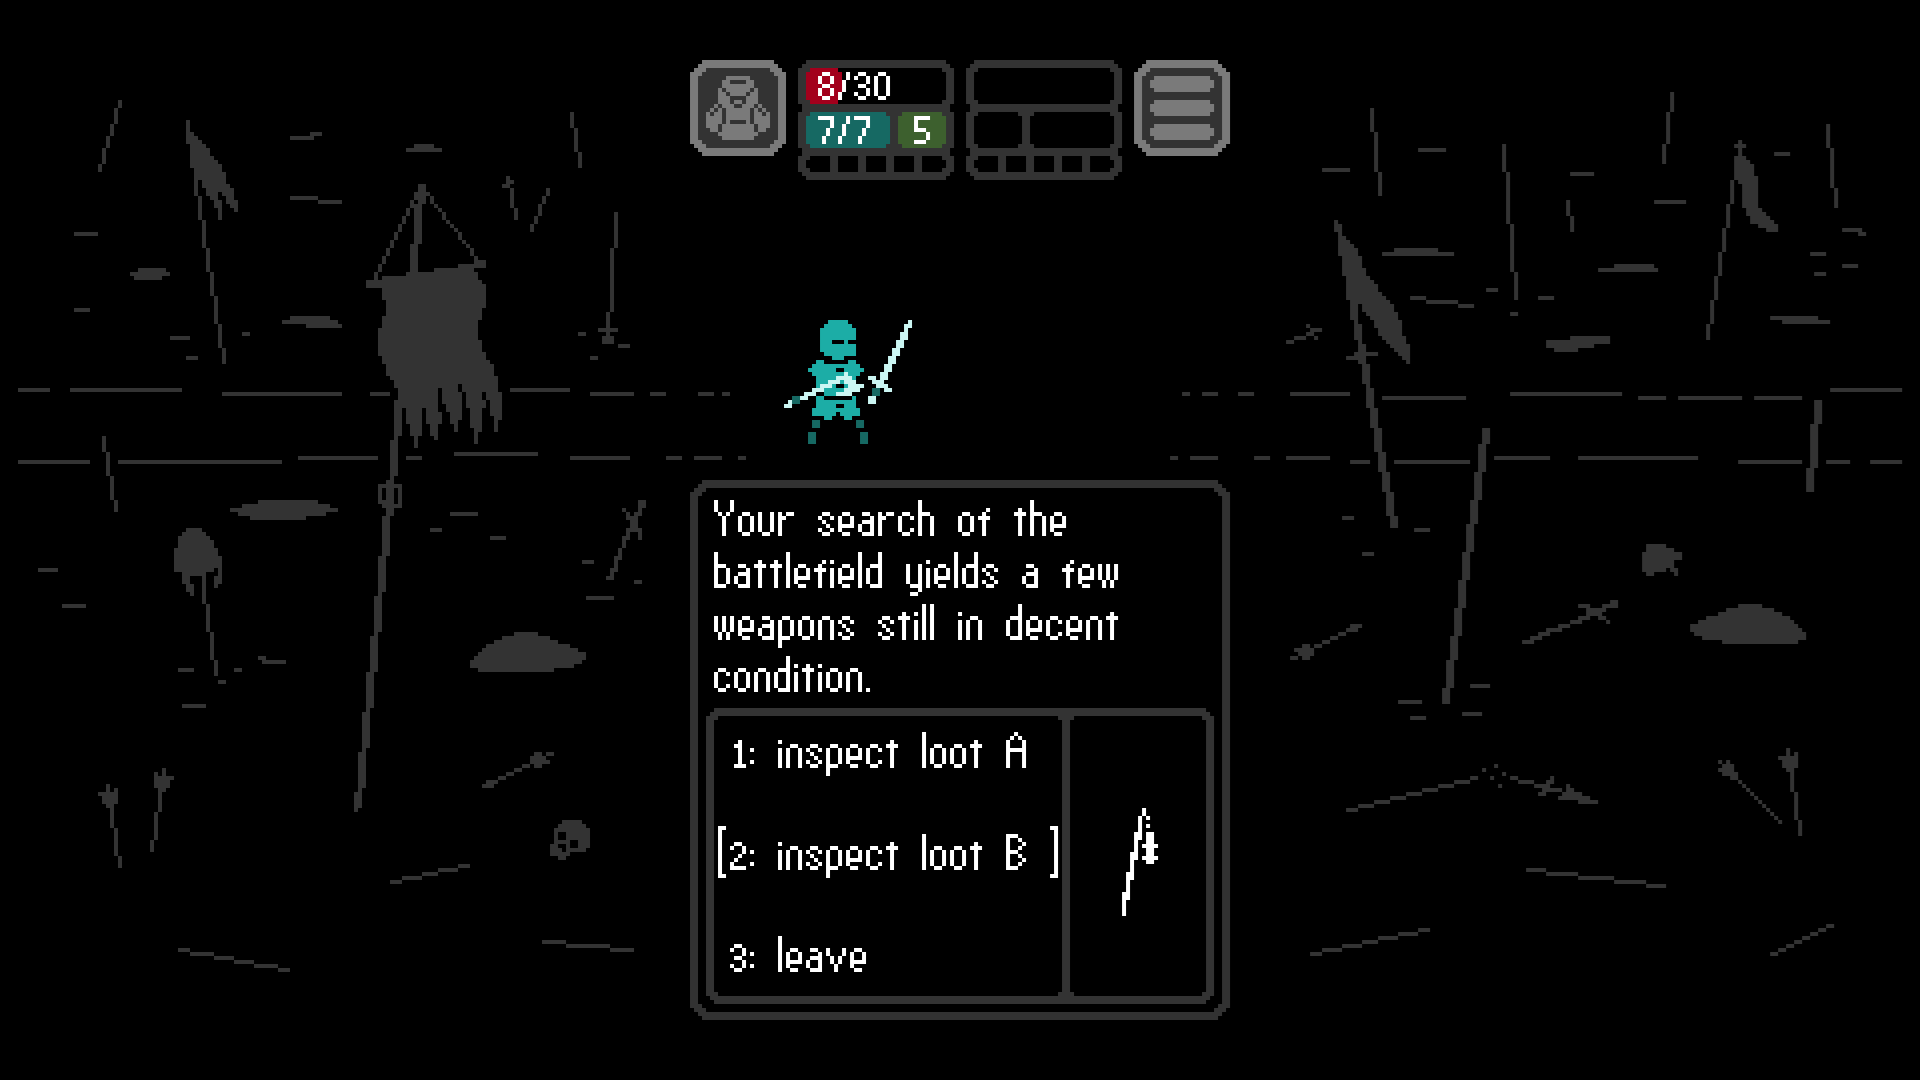 8/30
7/7 5
Your search of the
battlefield yields a few
weapons still in decent
condition.
1: inspect loot A
[2: inspect loot B ]
3: leave